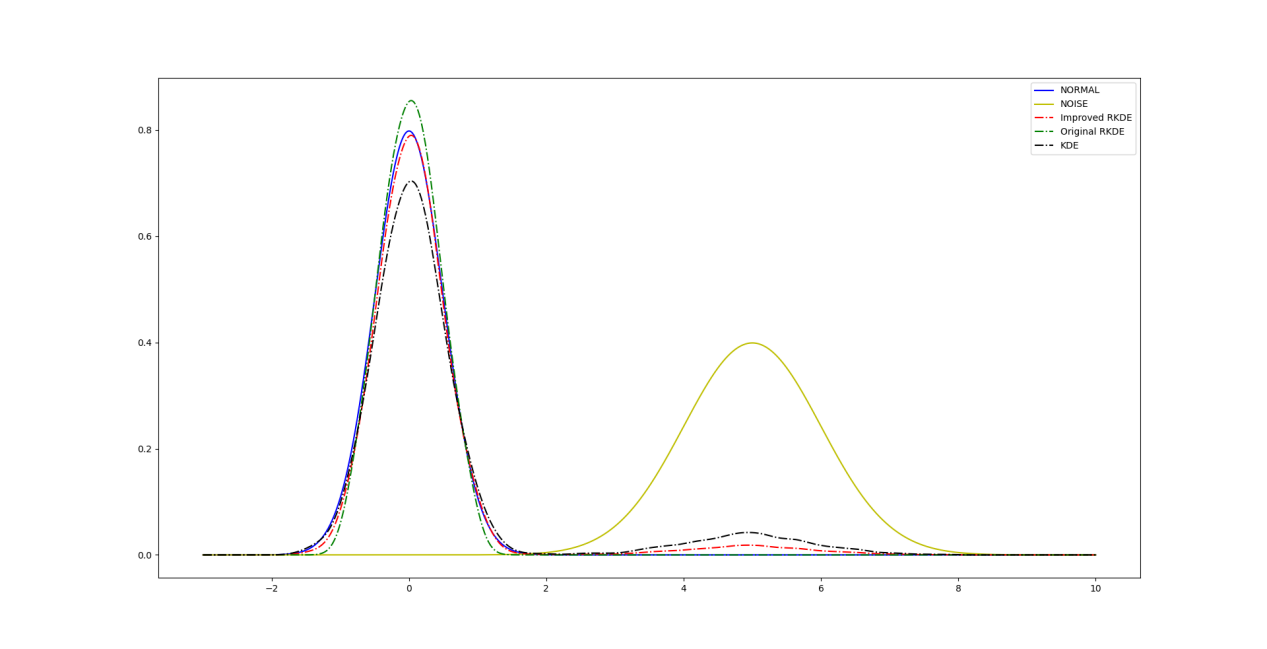 NORMAL
NOISE
Improved RKDE
Original RKDE
KDE
0.8
0.6
0.4
0.2
0.0
−2 0 2 4 6 8 10